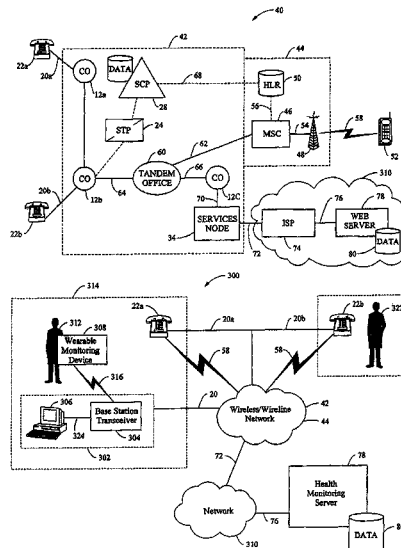 40
42
44
22a
20a
CO
12a
DATA
SCP
28
68
HLR
50
STP
24
56
46
MSC
54
58
48
52
60
62
TANDEM
OFFICE
66
CO
12C
CO
12b
64
20b
22b
70
SERVICES
NODE
34
72
310
ISP
74
76
78
WEB
SERVER
DATA
80
300
314
22a
20a
20b
22b
322
312
308
Wearable
Monitoring
Device
316
58
58
306
Base Station
Transceiver
324
304
302
20
Wireless/Wireline
Network
42
44
72
78
Health
Monitoring
Server
Network
310
76
DATA